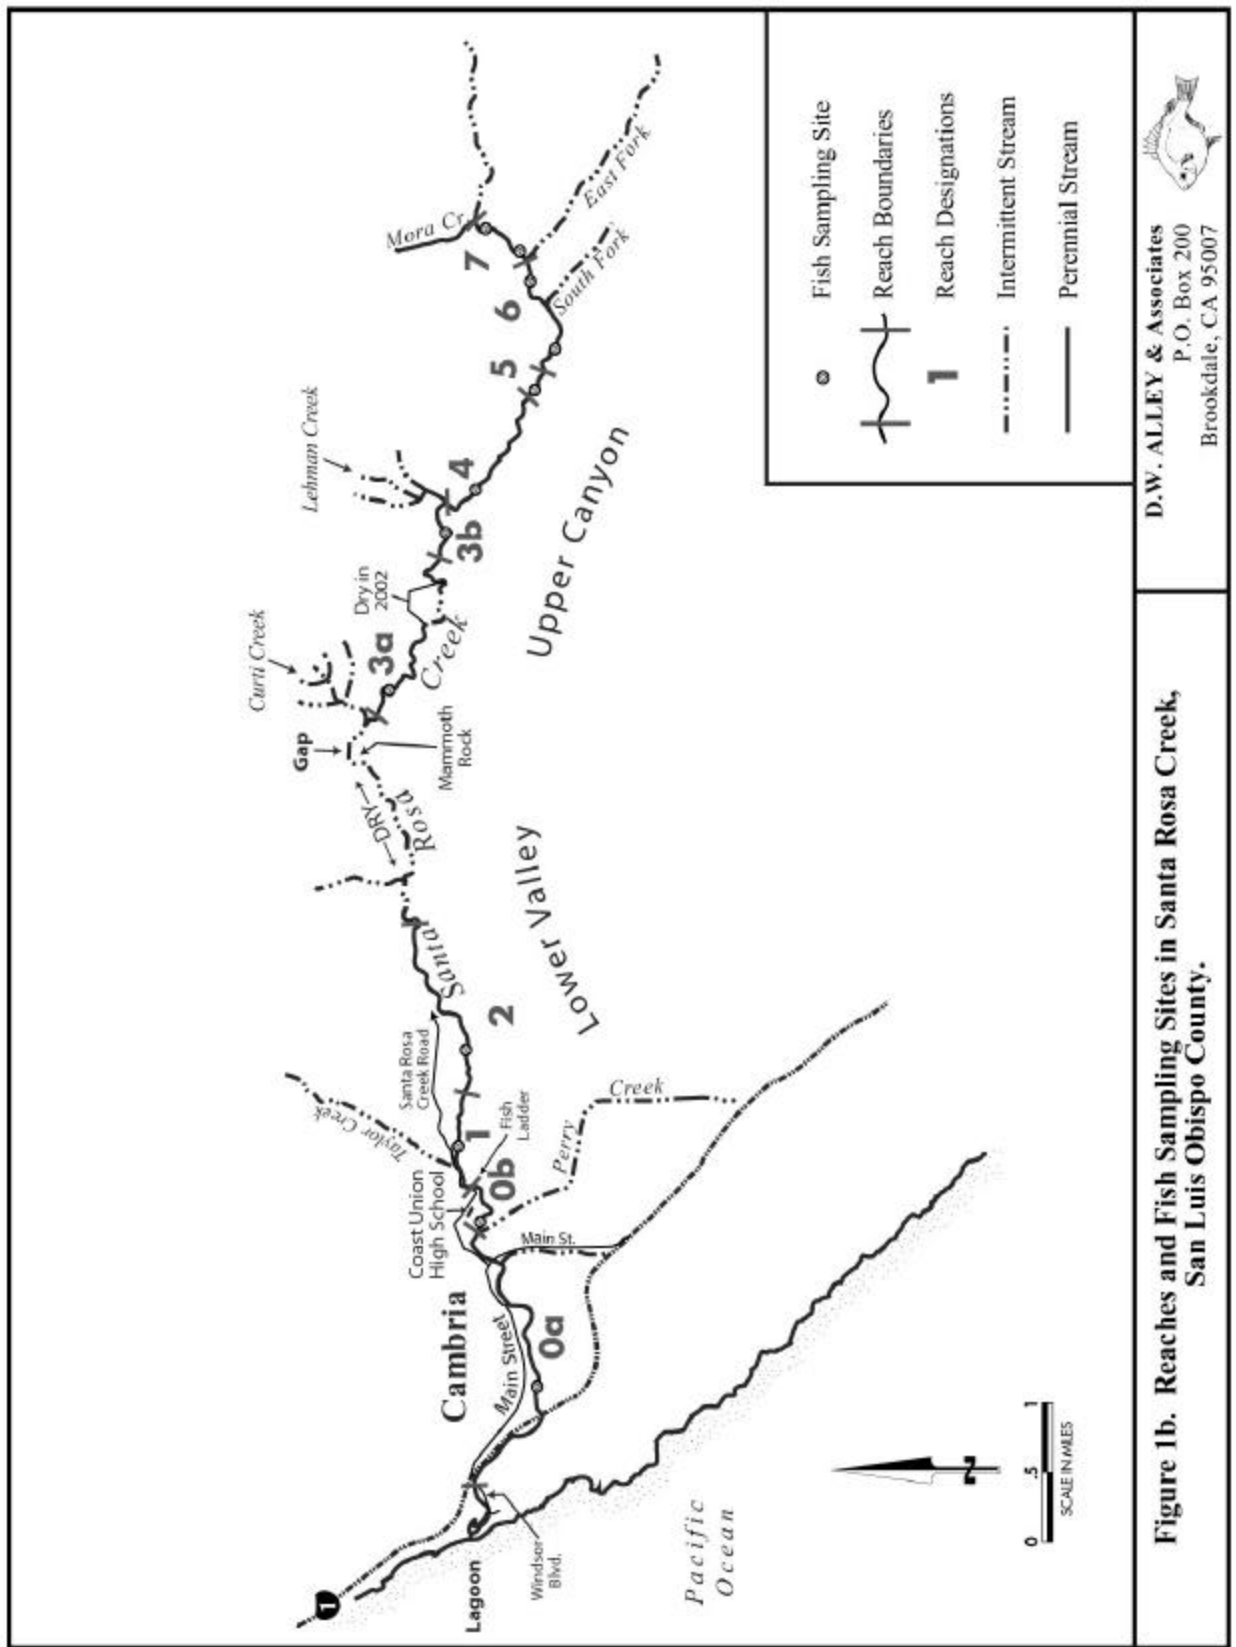 1
Pacific
Ocean
Lagoon
Windsor
Blvd.
Cambria
Main Street
0a
Main St.
Coast Union
High School
0b
Fish
Ladder
1
Perry
Creek
Taylor Creek
Santa Rosa
Creek Road
2
Santa
Rosa
Creek
Lower Valley
DRY
Gap
Mammoth
Rock
Curti Creek
3a
Dry in
2002
3b
Lehman Creek
4
Upper Canyon
5
6
7
South Fork
East Fork
Mora Cr.
N
0 .5 1
SCALE IN MILES
Fish Sampling Site
Reach Boundaries
1 Reach Designations
Intermittent Stream
Perennial Stream
Figure 1b. Reaches and Fish Sampling Sites in Santa Rosa Creek,
San Luis Obispo County.
D.W. ALLEY & Associates
P.O. Box 200
Brookdale, CA 95007